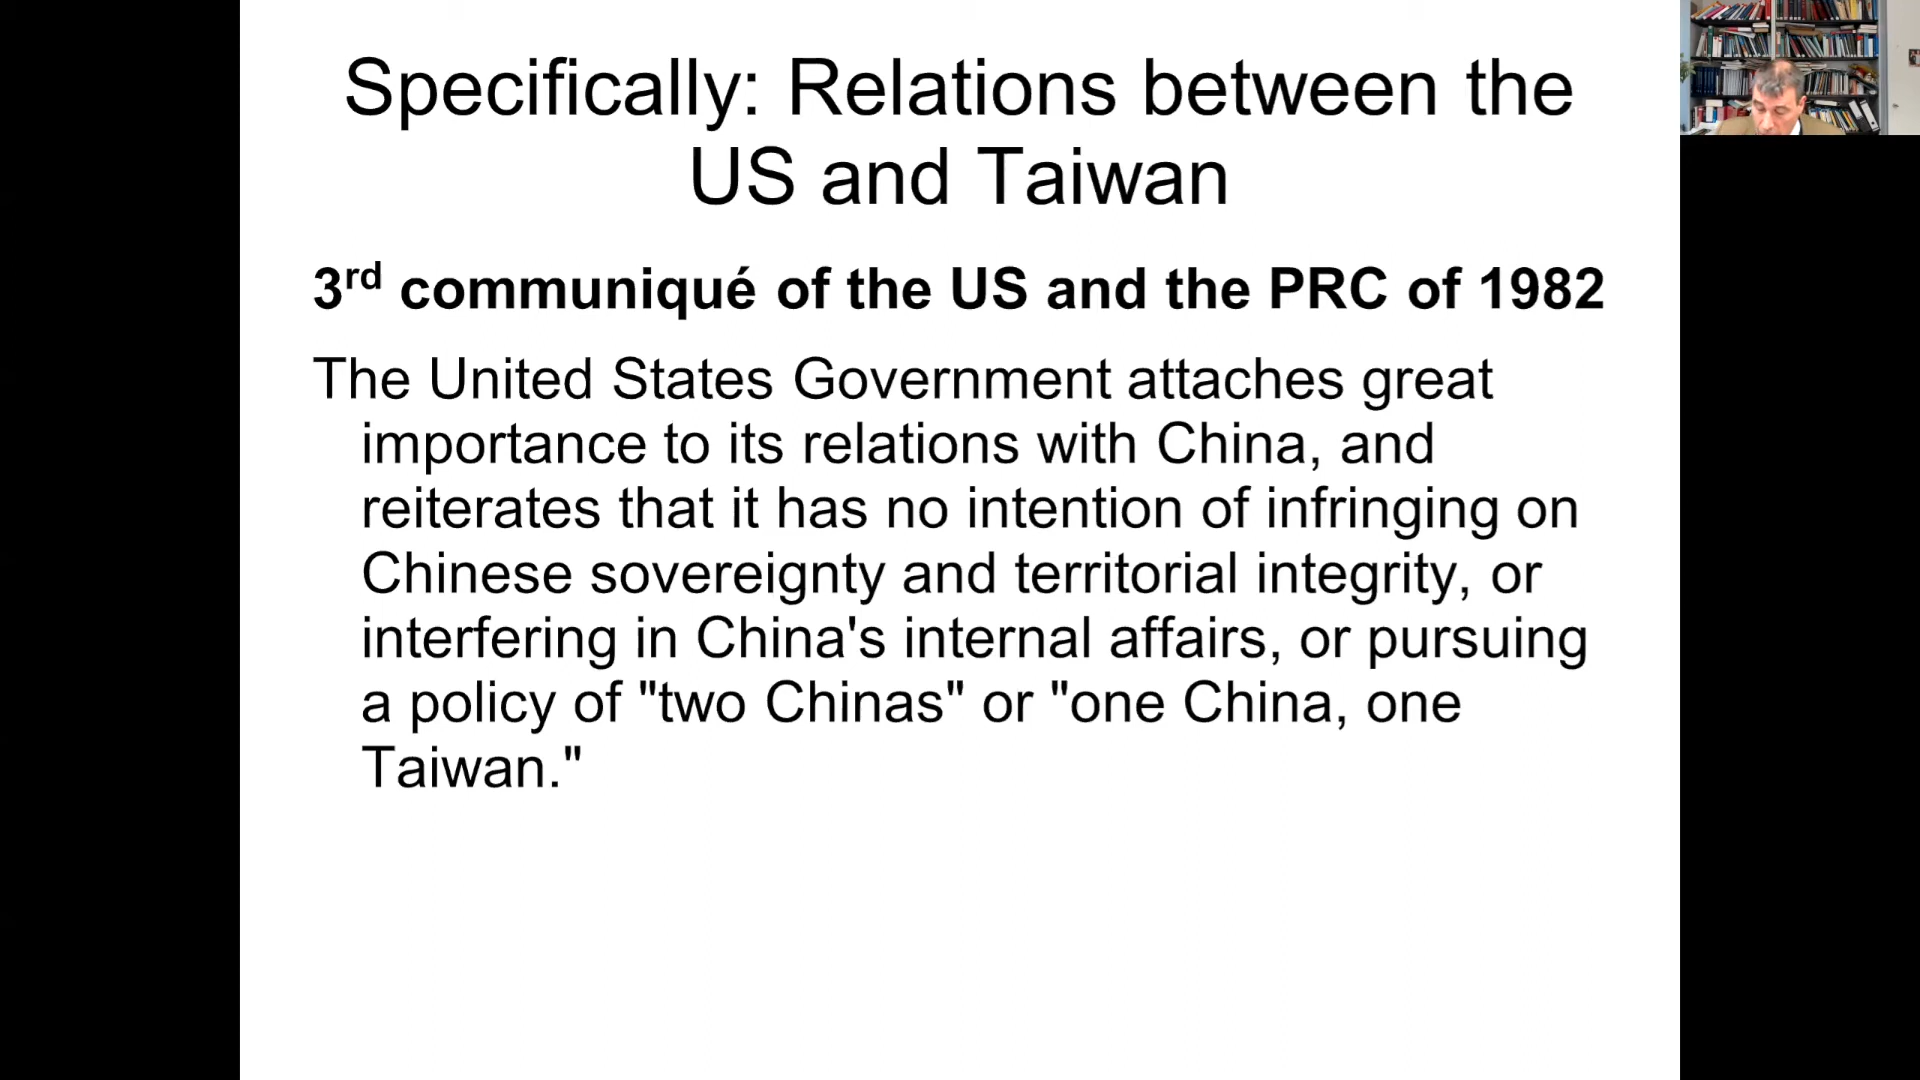 Specifically: Relations between the
US and Taiwan
3rd communiqué of the US and the PRC of 1982
The United States Government attaches great
importance to its relations with China, and
reiterates that it has no intention of infringing on
Chinese sovereignty and territorial integrity, or
interfering in China's internal affairs, or pursuing
a policy of "two Chinas" or "one China, one
Taiwan."